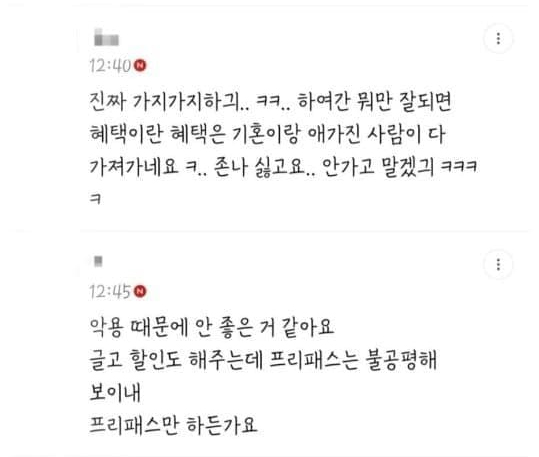 12:40 N
진짜 가지가지하긔.. ㅋㅋ.. 하여간 뭐만 잘되면
혜택이란 혜택은 기혼이랑 애가진 사람이 다
가져가네요 ㅋ.. 존나 싫고요.. 안가고 말겠긔 ㅋㅋㅋ
ㅋ
12:45 N
악용 때문에 안 좋은 거 같아요
글고 할인도 해주는데 프리패스는 불공평해
보이내
프리패스만 하든가요